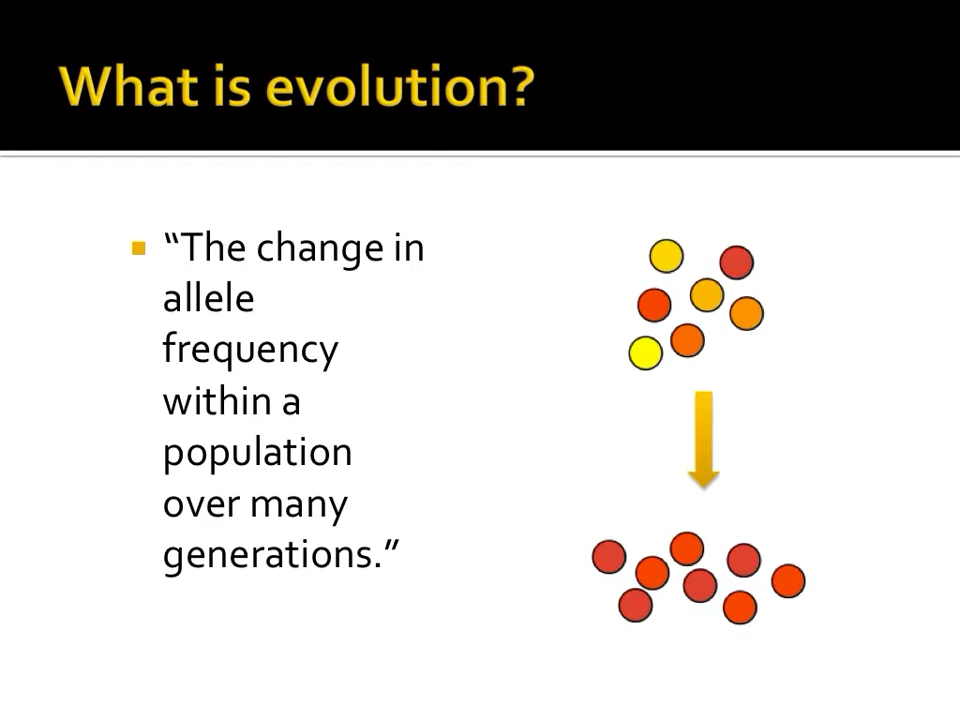 What is evolution?
“The change in
allele
frequency
within a
population
over many
generations.”